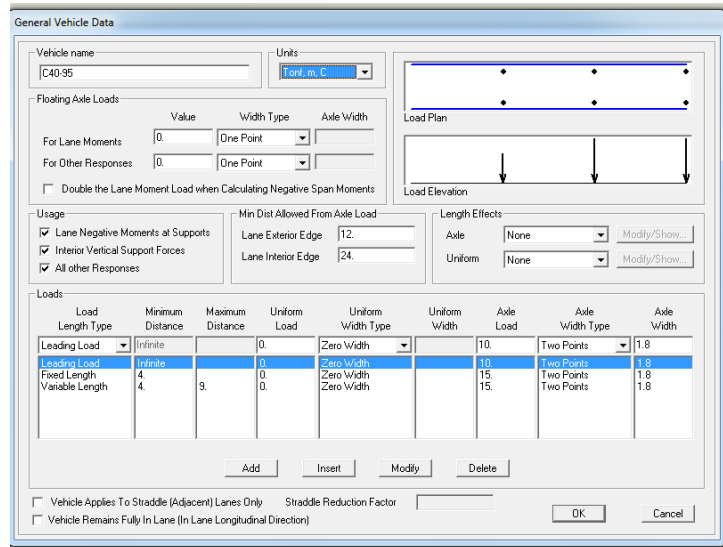 General Vehicle Data
Vehicle name
C40-95
Units
Tonf, m, C
Floating Axle Loads
Value Width Type Axle Width
For Lane Moments 0. One Point
For Other Responses 0. One Point
Double the Lane Moment Load when Calculating Negative Span Moments
Load Plan
Load Elevation
Usage
Lane Negative Moments at Supports
Interior Vertical Support Forces
All other Responses
Min Dist Allowed From Axle Load
Lane Exterior Edge 12.
Lane Interior Edge 24.
Length Effects
Axle None Modify/Show...
Uniform None Modify/Show...
Loads
Load Minimum Maximum Uniform Uniform Uniform Axle Axle Axle
Length Type Distance Distance Load Width Type Width Load Width Type Width
Leading Load Infinite 0. Zero Width 10. Two Points 1.8
Leading Load Infinite 0. Zero Width 10. Two Points 1.8
Fixed Length 4. 0. Zero Width 15. Two Points 1.8
Variable Length 4. 9. 0. Zero Width 15. Two Points 1.8
Add Insert Modify Delete
Vehicle Applies To Straddle (Adjacent) Lanes Only Straddle Reduction Factor
Vehicle Remains Fully In Lane (In Lane Longitudinal Direction)
OK Cancel